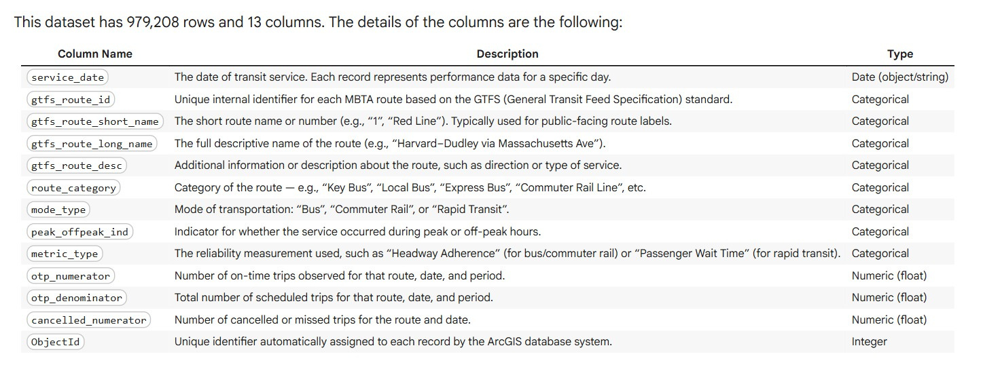 This dataset has 979,208 rows and 13 columns. The details of the columns are the following:
Column Name Description Type
service_date The date of transit service. Each record represents performance data for a specific day. Date (object/string)
gtfs_route_id Unique internal identifier for each MBTA route based on the GTFS (General Transit Feed Specification) standard. Categorical
gtfs_route_short_name The short route name or number (e.g., “1”, “Red Line”). Typically used for public-facing route labels. Categorical
gtfs_route_long_name The full descriptive name of the route (e.g., “Harvard–Dudley via Massachusetts Ave”). Categorical
gtfs_route_desc Additional information or description about the route, such as direction or type of service. Categorical
route_category Category of the route — e.g., “Key Bus”, “Local Bus”, “Express Bus”, “Commuter Rail Line”, etc. Categorical
mode_type Mode of transportation: “Bus”, “Commuter Rail”, or “Rapid Transit”. Categorical
peak_offpeak_ind Indicator for whether the service occurred during peak or off-peak hours. Categorical
metric_type The reliability measurement used, such as “Headway Adherence” (for bus/commuter rail) or “Passenger Wait Time” (for rapid transit). Categorical
otp_numerator Number of on-time trips observed for that route, date, and period. Numeric (float)
otp_denominator Total number of scheduled trips for that route, date, and period. Numeric (float)
cancelled_numerator Number of cancelled or missed trips for the route and date. Numeric (float)
ObjectId Unique identifier automatically assigned to each record by the ArcGIS database system. Integer